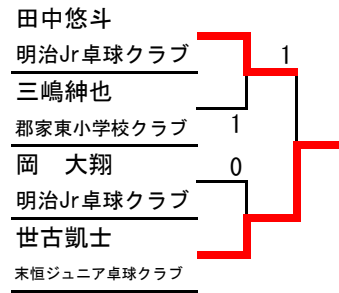 田中悠斗
明治Jr卓球クラブ
1
三嶋紳也
郡家東小学校クラブ
1
岡　大翔
0
明治Jr卓球クラブ
世古凱士
末恒ジュニア卓球クラブ